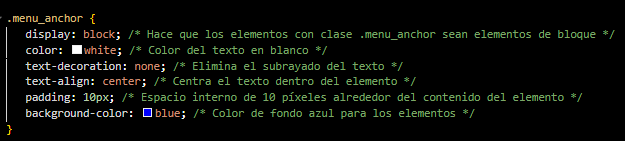 .menu_anchor {
display: block; /* Hace que los elementos con clase .menu_anchor sean elementos de bloque */
color: white; /* Color del texto en blanco */
text-decoration: none; /* Elimina el subrayado del texto */
text-align: center; /* Centra el texto dentro del elemento */
padding: 10px; /* Espacio interno de 10 píxeles alrededor del contenido del elemento */
background-color: blue; /* Color de fondo azul para los elementos */
}